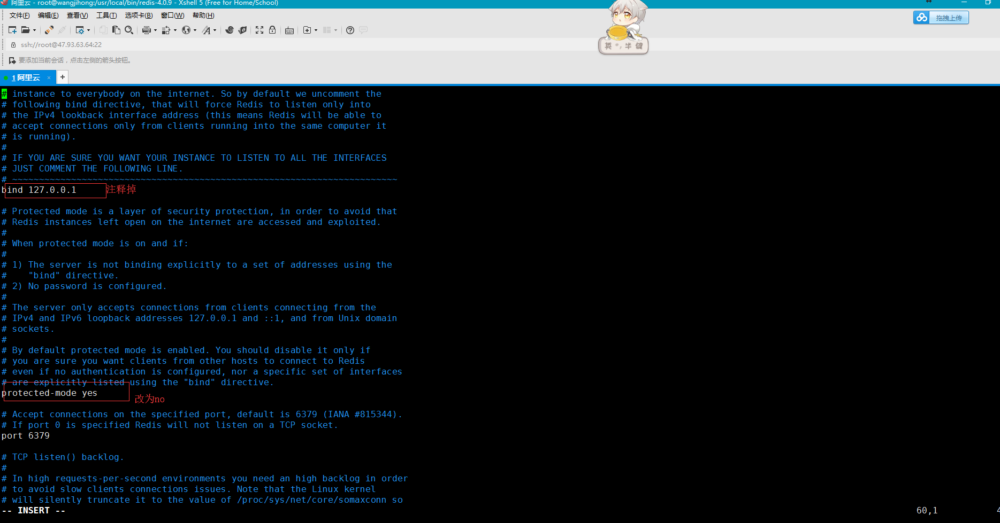 阿里云 - root@wangjihong:/usr/local/bin/redis-4.0.9 - Xshell 5 (Free for Home/School)
文件(F) 编辑(E) 查看(V) 工具(T) 选项卡(B) 窗口(W) 帮助(H)
拖拽上传
ssh://root@47.93.63.64:22
英 半 键
要添加当前会话，点击左侧的箭头按钮。
1 阿里云 × +
# instance to everybody on the internet. So by default we uncomment the
# following bind directive, that will force Redis to listen only into
# the IPv4 lookback interface address (this means Redis will be able to
# accept connections only from clients running into the same computer it
# is running).
#
# IF YOU ARE SURE YOU WANT YOUR INSTANCE TO LISTEN TO ALL THE INTERFACES
# JUST COMMENT THE FOLLOWING LINE.
# ~~~~~~~~~~~~~~~~~~~~~~~~~~~~~~~~~~~~~~~~~~~~~~~~~~~~~~~~~~~~~~~~~~~~~~~~
bind 127.0.0.1 注释掉
# Protected mode is a layer of security protection, in order to avoid that
# Redis instances left open on the internet are accessed and exploited.
#
# When protected mode is on and if:
#
# 1) The server is not binding explicitly to a set of addresses using the
#    "bind" directive.
# 2) No password is configured.
#
# The server only accepts connections from clients connecting from the
# IPv4 and IPv6 loopback addresses 127.0.0.1 and ::1, and from Unix domain
# sockets.
#
# By default protected mode is enabled. You should disable it only if
# you are sure you want clients from other hosts to connect to Redis
# even if no authentication is configured, nor a specific set of interfaces
# are explicitly listed using the "bind" directive.
protected-mode yes 改为no
# Accept connections on the specified port, default is 6379 (IANA #815344).
# If port 0 is specified Redis will not listen on a TCP socket.
port 6379
# TCP listen() backlog.
#
# In high requests-per-second environments you need an high backlog in order
# to avoid slow clients connections issues. Note that the Linux kernel
# will silently truncate it to the value of /proc/sys/net/core/somaxconn so
-- INSERT -- 60,1